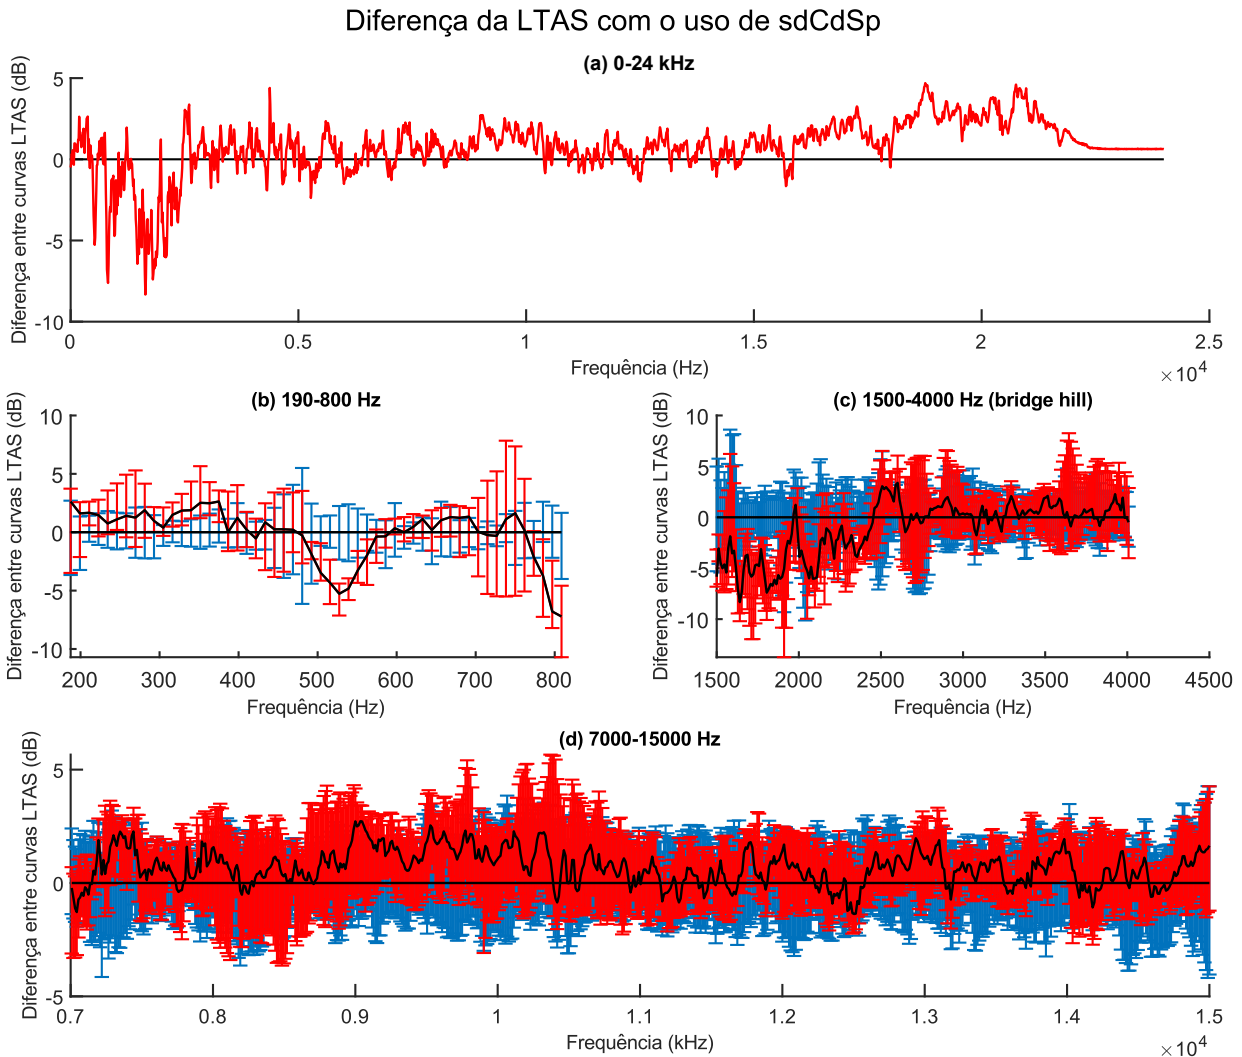 Diferença da LTAS com o uso de sdCdSp
(a) 0-24 kHz
Diferença entre curvas LTAS (dB)
5
0
-5
-10
0 0.5 1 1.5 2 2.5
Frequência (Hz)
×10^4
(b) 190-800 Hz
Diferença entre curvas LTAS (dB)
10
5
0
-5
-10
200 300 400 500 600 700 800
Frequência (Hz)
(c) 1500-4000 Hz (bridge hill)
Diferença entre curvas LTAS (dB)
10
5
0
-5
-10
1500 2000 2500 3000 3500 4000 4500
Frequência (Hz)
(d) 7000-15000 Hz
Diferença entre curvas LTAS (dB)
5
0
-5
0.7 0.8 0.9 1 1.1 1.2 1.3 1.4 1.5
Frequência (kHz)
×10^4